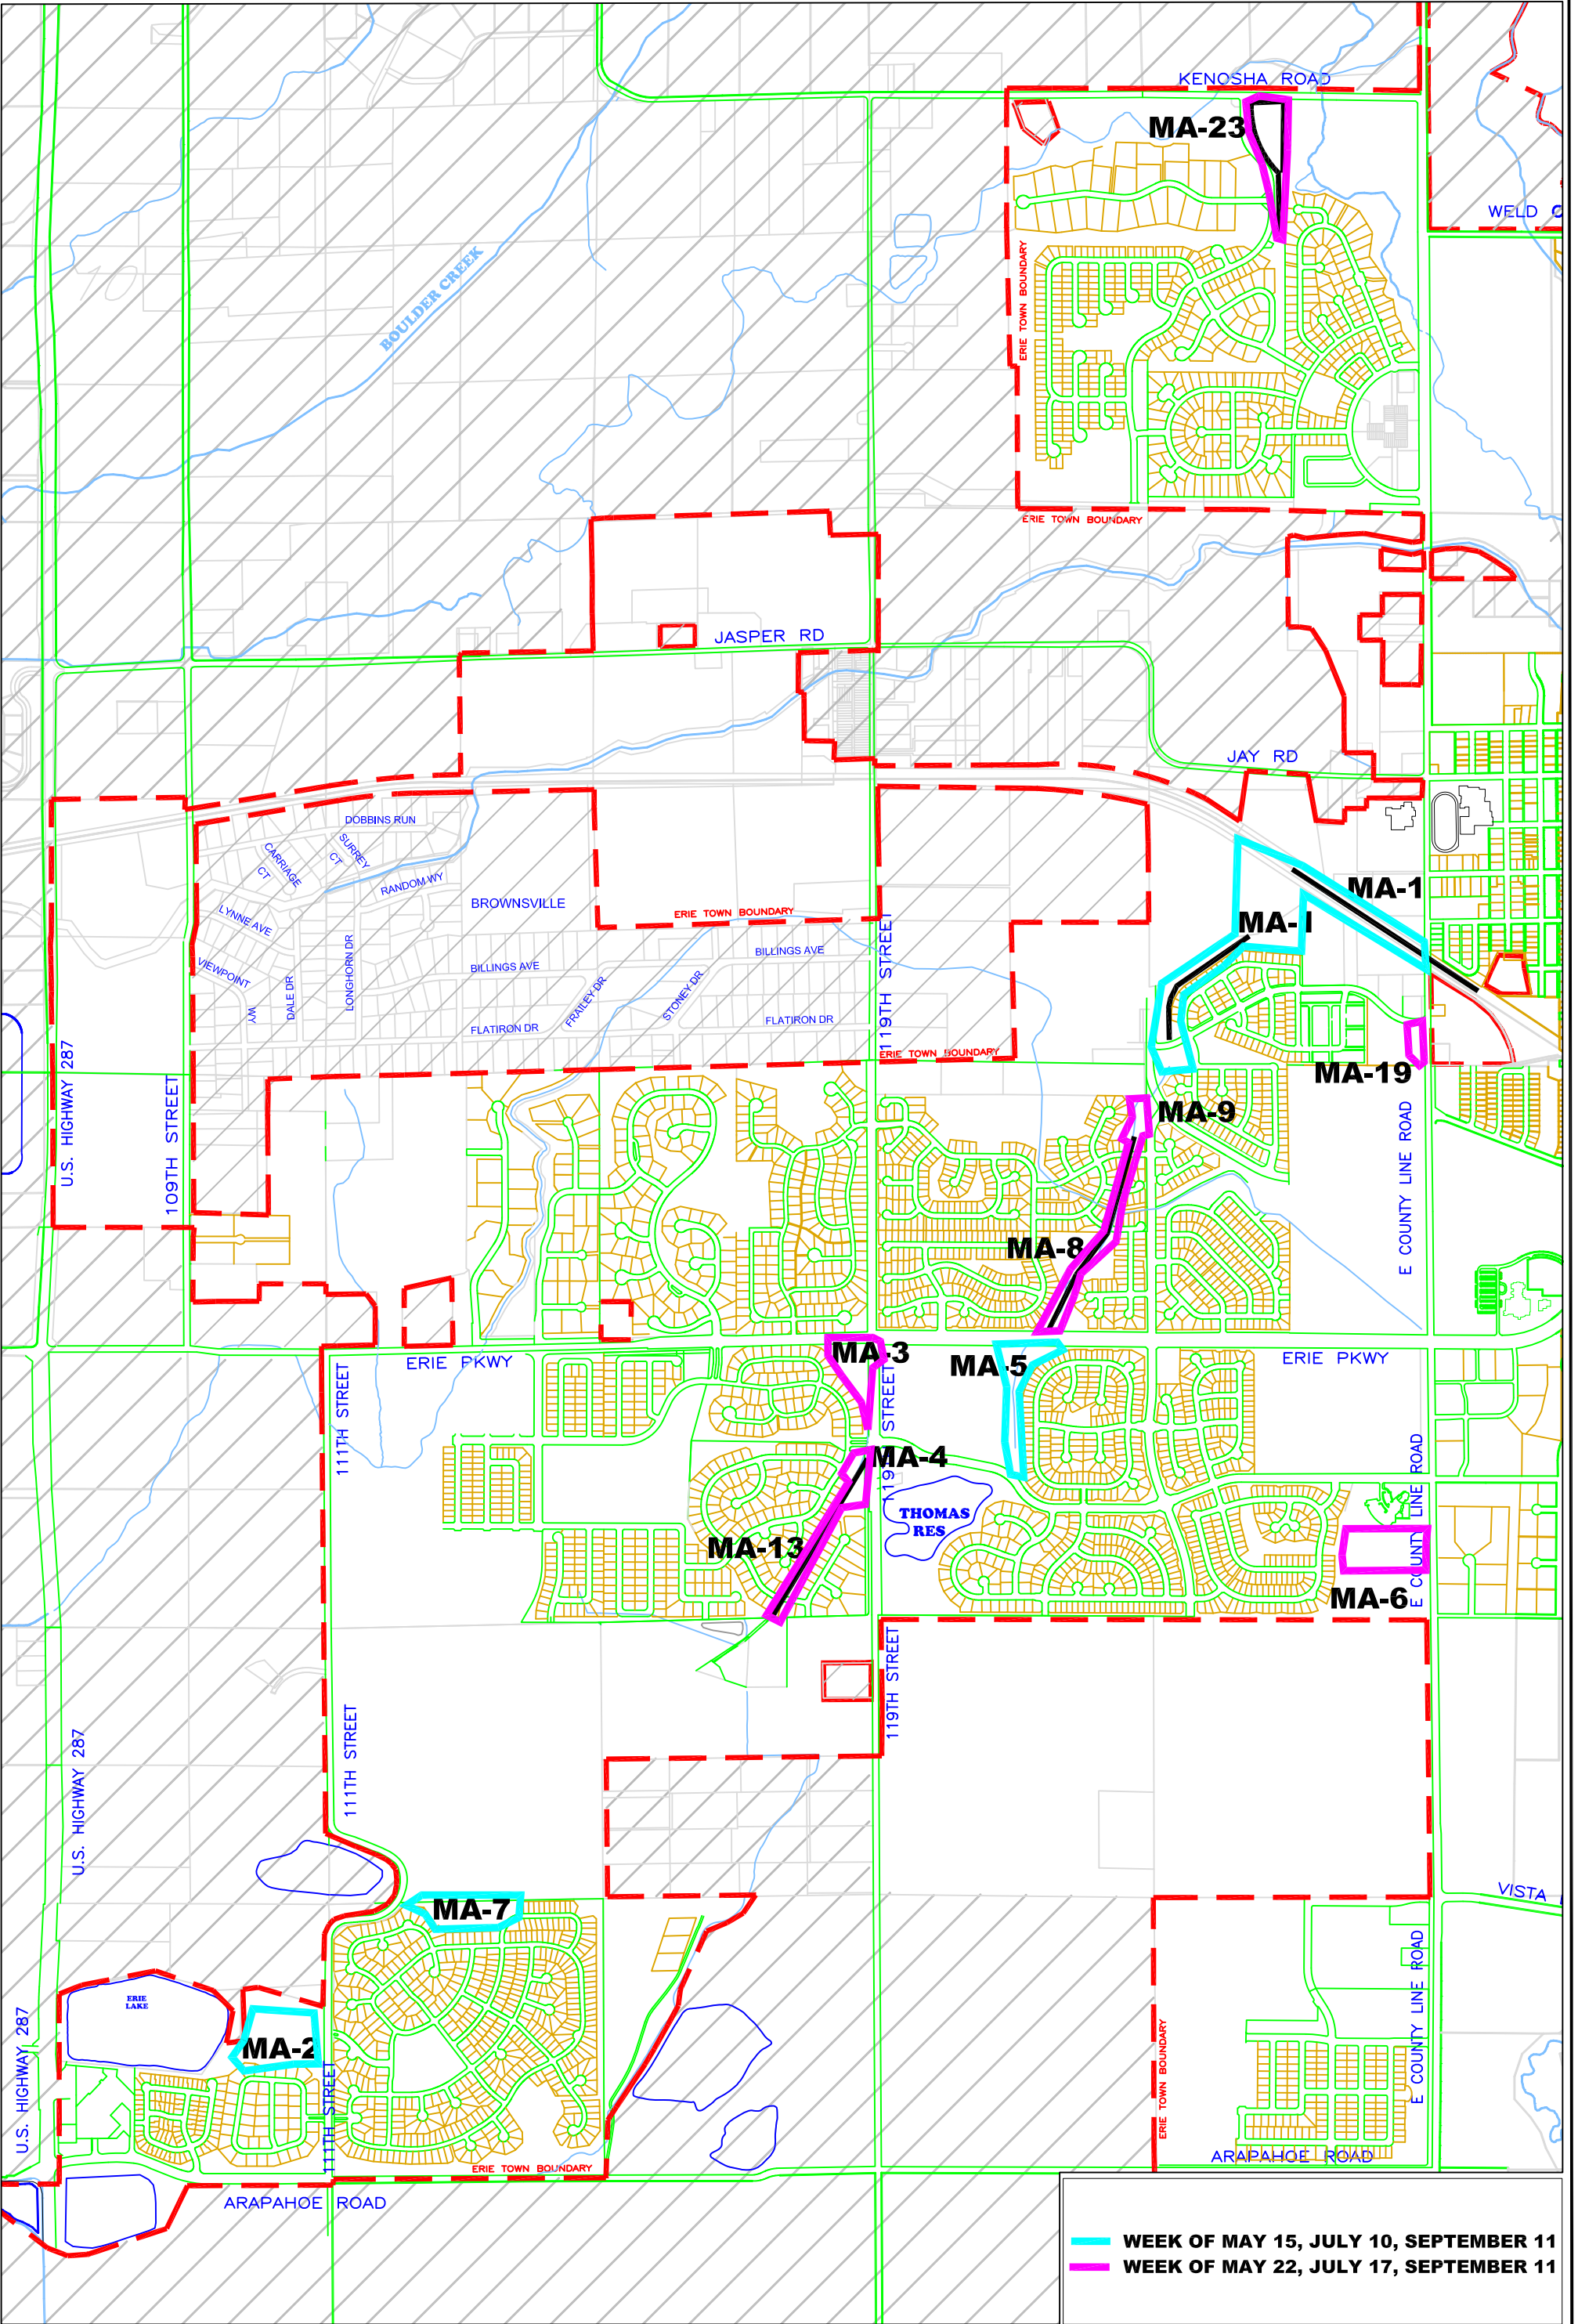 KENOSHA ROAD
MA-23
WELD
BOULDER CREEK
ERIE TOWN BOUNDARY
ERIE TOWN BOUNDARY
JASPER RD
JAY RD
DOBBINS RUN
SURREY
CT
CARRIAGE
CT
RANDOM WY
LYNNE AVE
BROWNSVILLE
ERIE TOWN BOUNDARY
MA-1
MA-1
VIEWPOINT
WY
DALE DR
LONGHORN DR
BILLINGS AVE
BILLINGS AVE
FRAILEY DR
STONEY DR
FLATIRON DR
FLATIRON DR
119TH STREET
ERIE TOWN BOUNDARY
MA-19
U.S. HIGHWAY 287
109TH STREET
MA-9
E COUNTY LINE ROAD
MA-8
ERIE PKWY
MA-3
MA-5
ERIE PKWY
111TH STREET
119TH STREET
MA-4
THOMAS
RES
MA-13
E COUNTY LINE ROAD
MA-6
119TH STREET
111TH STREET
U.S. HIGHWAY 287
MA-7
VISTA
E COUNTY LINE ROAD
ERIE
LAKE
MA-2
U.S. HIGHWAY 287
111TH STREET
ERIE TOWN BOUNDARY
ERIE TOWN BOUNDARY
ARAPAHOE ROAD
ARAPAHOE ROAD
WEEK OF MAY 15, JULY 10, SEPTEMBER 11
WEEK OF MAY 22, JULY 17, SEPTEMBER 11